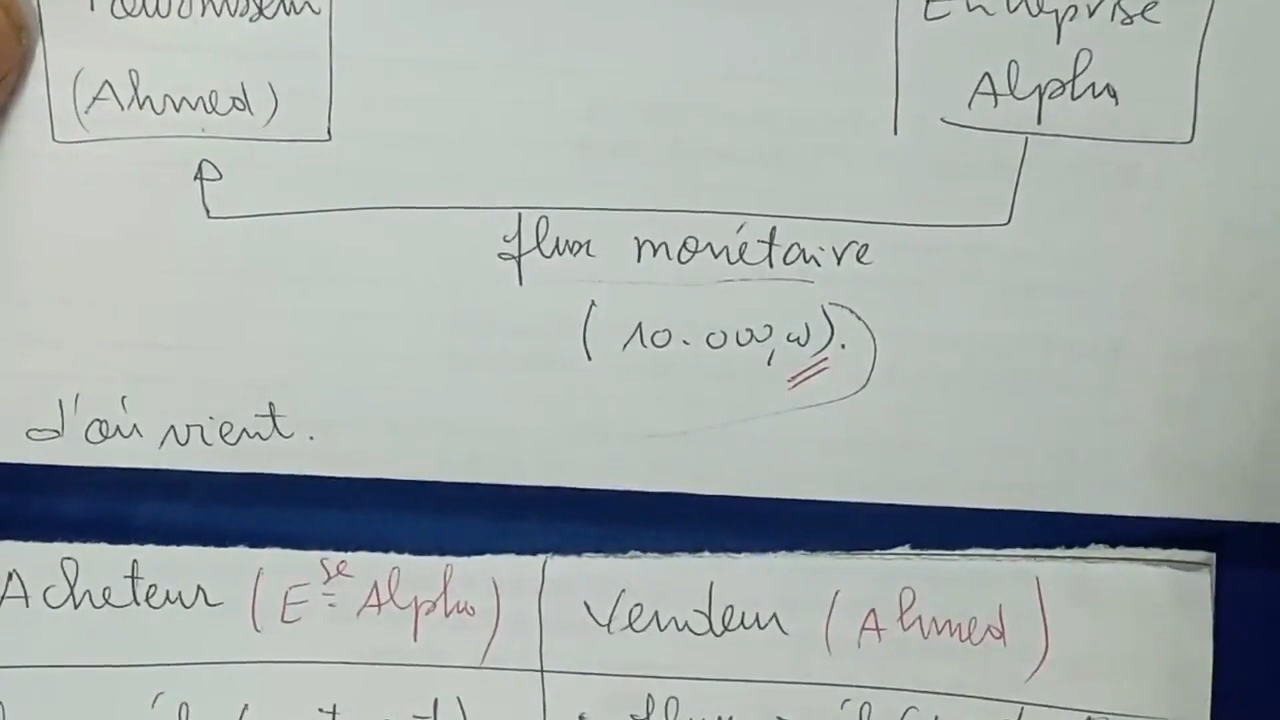 Entreprise
(Ahmed)
Alpha
flux monétaire
(10.000,00).
d'où vient.
Acheteur (Ese Alpha)
Vendeur (Ahmed)